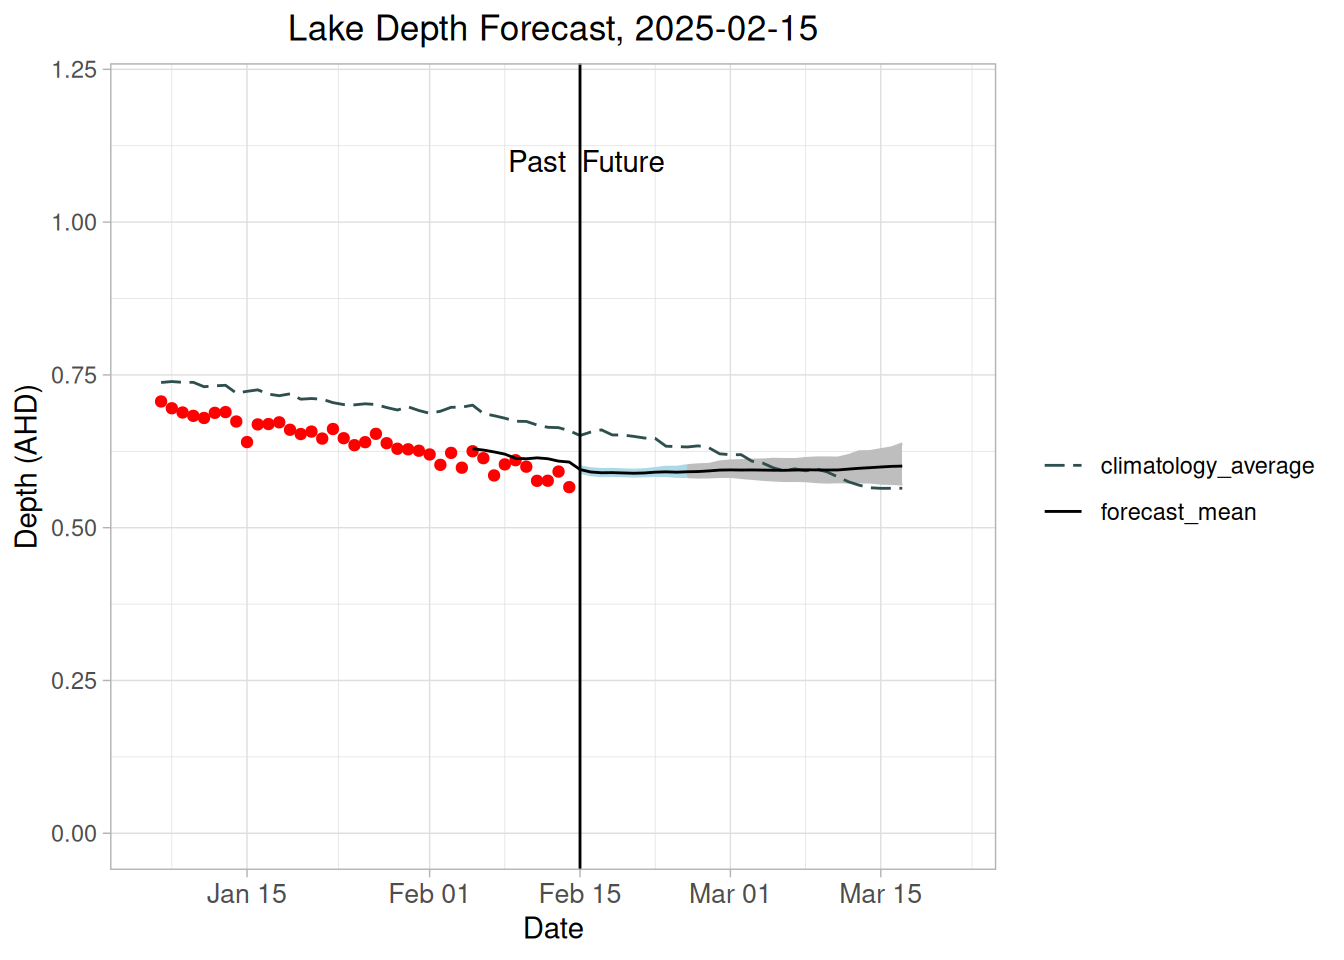 Lake Depth Forecast, 2025-02-15
1.25
Past Future
1.00
0.75
Depth (AHD)
climatology_average
forecast_mean
0.50
0.25
0.00
Jan 15 Feb 01 Feb 15 Mar 01 Mar 15
Date